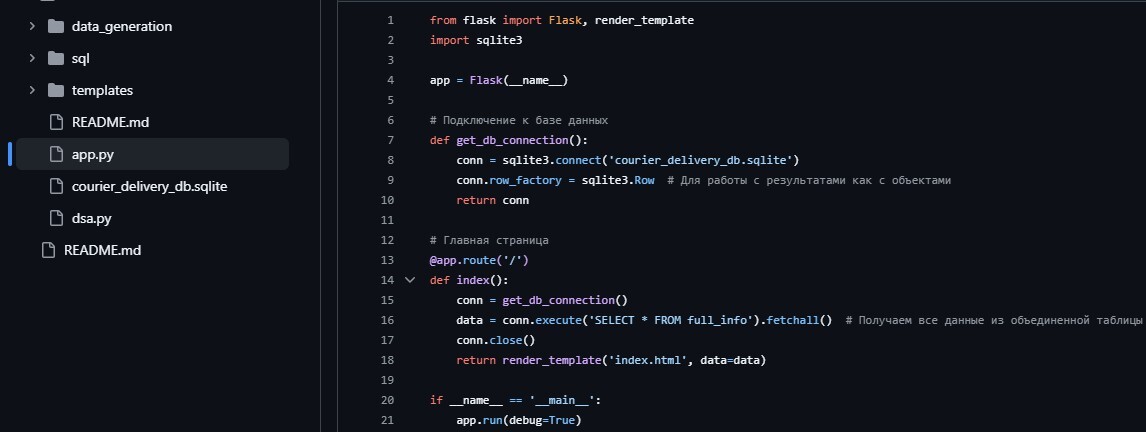 data_generation
sql
templates
README.md
app.py
courier_delivery_db.sqlite
dsa.py
README.md
1 from flask import Flask, render_template
2 import sqlite3
3
4 app = Flask(__name__)
5
6 # Подключение к базе данных
7 def get_db_connection():
8     conn = sqlite3.connect('courier_delivery_db.sqlite')
9     conn.row_factory = sqlite3.Row  # Для работы с результатами как с объектами
10     return conn
11
12 # Главная страница
13 @app.route('/')
14 def index():
15     conn = get_db_connection()
16     data = conn.execute('SELECT * FROM full_info').fetchall()  # Получаем все данные из объединенной таблицы
17     conn.close()
18     return render_template('index.html', data=data)
19
20 if __name__ == '__main__':
21     app.run(debug=True)